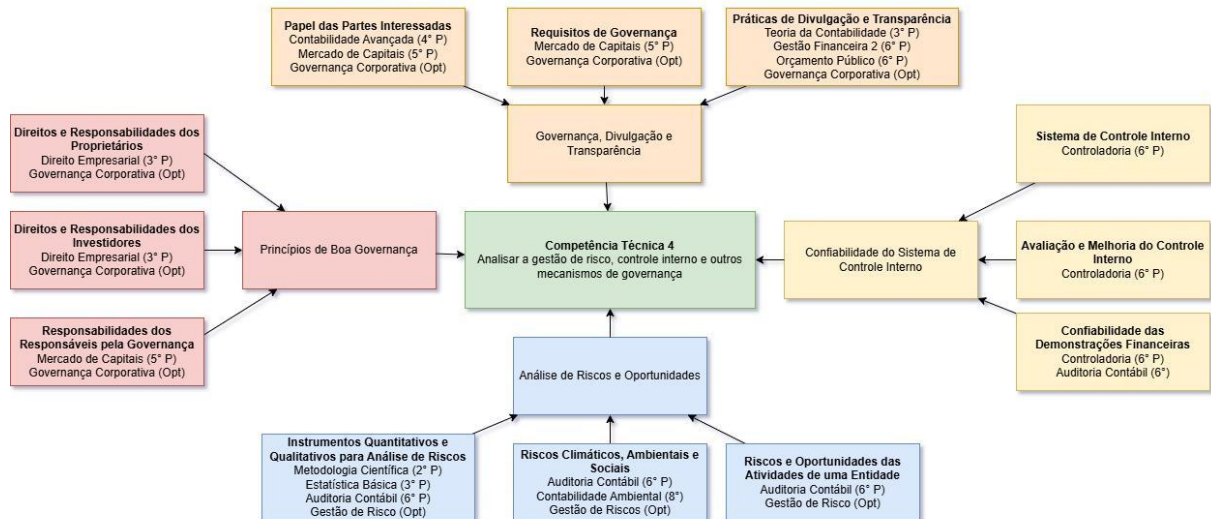 Papel das Partes Interessadas
Contabilidade Avançada (4° P)
Mercado de Capitais (5° P)
Governança Corporativa (Opt)
Requisitos de Governança
Mercado de Capitais (5° P)
Governança Corporativa (Opt)
Práticas de Divulgação e Transparência
Teoria da Contabilidade (3° P)
Gestão Financeira 2 (6° P)
Orçamento Público (6° P)
Governança Corporativa (Opt)
Governança, Divulgação e
Transparência
Direitos e Responsabilidades dos
Proprietários
Direito Empresarial (3° P)
Governança Corporativa (Opt)
Direitos e Responsabilidades dos
Investidores
Direito Empresarial (3° P)
Governança Corporativa (Opt)
Responsabilidades dos
Responsáveis pela Governança
Mercado de Capitais (5° P)
Governança Corporativa (Opt)
Princípios de Boa Governança
Competência Técnica 4
Analisar a gestão de risco, controle interno e outros
mecanismos de governança
Confiabilidade do Sistema de
Controle Interno
Sistema de Controle Interno
Controladoria (6° P)
Avaliação e Melhoria do Controle
Interno
Controladoria (6° P)
Confiabilidade das
Demonstrações Financeiras
Controladoria (6° P)
Auditoria Contábil (6°)
Análise de Riscos e Oportunidades
Instrumentos Quantitativos e
Qualitativos para Análise de Riscos
Metodologia Científica (2° P)
Estatística Básica (3° P)
Auditoria Contábil (6° P)
Gestão de Risco (Opt)
Riscos Climáticos, Ambientais e
Sociais
Auditoria Contábil (6° P)
Contabilidade Ambiental (8°)
Gestão de Riscos (Opt)
Riscos e Oportunidades das
Atividades de uma Entidade
Auditoria Contábil (6° P)
Gestão de Risco (Opt)